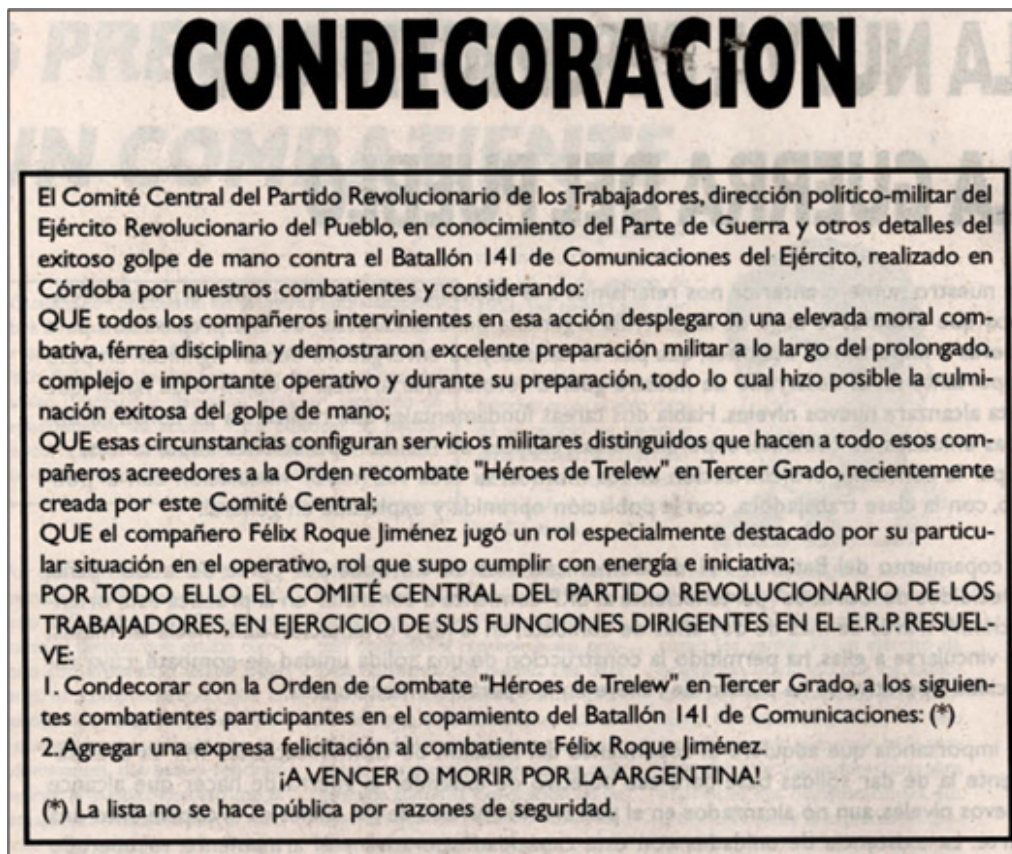 CONDECORACION
El Comité Central del Partido Revolucionario de los Trabajadores, dirección político-militar del
Ejército Revolucionario del Pueblo, en conocimiento del Parte de Guerra y otros detalles del
exitoso golpe de mano contra el Batallón 141 de Comunicaciones del Ejército, realizado en
Córdoba por nuestros combatientes y considerando:
QUE todos los compañeros intervinientes en esa acción desplegaron una elevada moral com-
bativa, férrea disciplina y demostraron excelente preparación militar a lo largo del prolongado,
complejo e importante operativo y durante su preparación, todo lo cual hizo posible la culmi-
nación exitosa del golpe de mano;
QUE esas circunstancias configuran servicios militares distinguidos que hacen a todo esos com-
pañeros acreedores a la Orden recombate "Héroes de Trelew" en Tercer Grado, recientemente
creada por este Comité Central;
QUE el compañero Félix Roque Jiménez jugó un rol especialmente destacado por su particu-
lar situación en el operativo, rol que supo cumplir con energía e iniciativa;
POR TODO ELLO EL COMITÉ CENTRAL DEL PARTIDO REVOLUCIONARIO DE LOS
TRABAJADORES, EN EJERCICIO DE SUS FUNCIONES DIRIGENTES EN EL E.R.P. RESUEL-
VE.
1. Condecorar con la Orden de Combate "Héroes de Trelew" en Tercer Grado, a los siguien-
tes combatientes participantes en el copamiento del Batallón 141 de Comunicaciones: (*)
2. Agregar una expresa felicitación al combatiente Félix Roque Jiménez.
¡A VENCER O MORIR POR LA ARGENTINA!
(*) La lista no se hace pública por razones de seguridad.